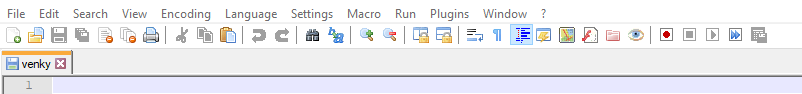 File Edit Search View Encoding Language Settings Macro Run Plugins Window ?
venky
1